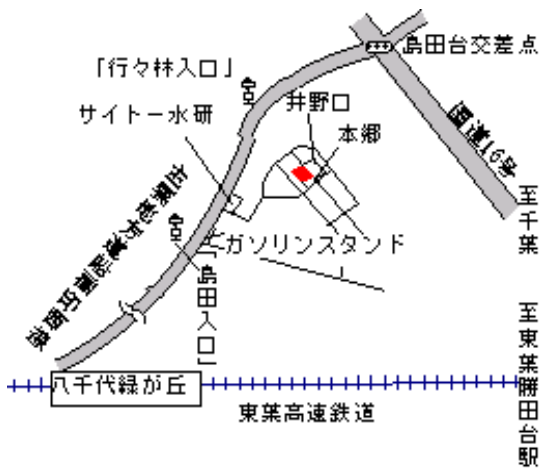 島田台交差点
「行々林入口」
井野口
サイトー水研
本郷
国道16号
至千葉
ガソリンスタンド
「島田入口」
八千代緑が丘
東葉高速鉄道
至東葉勝田台駅